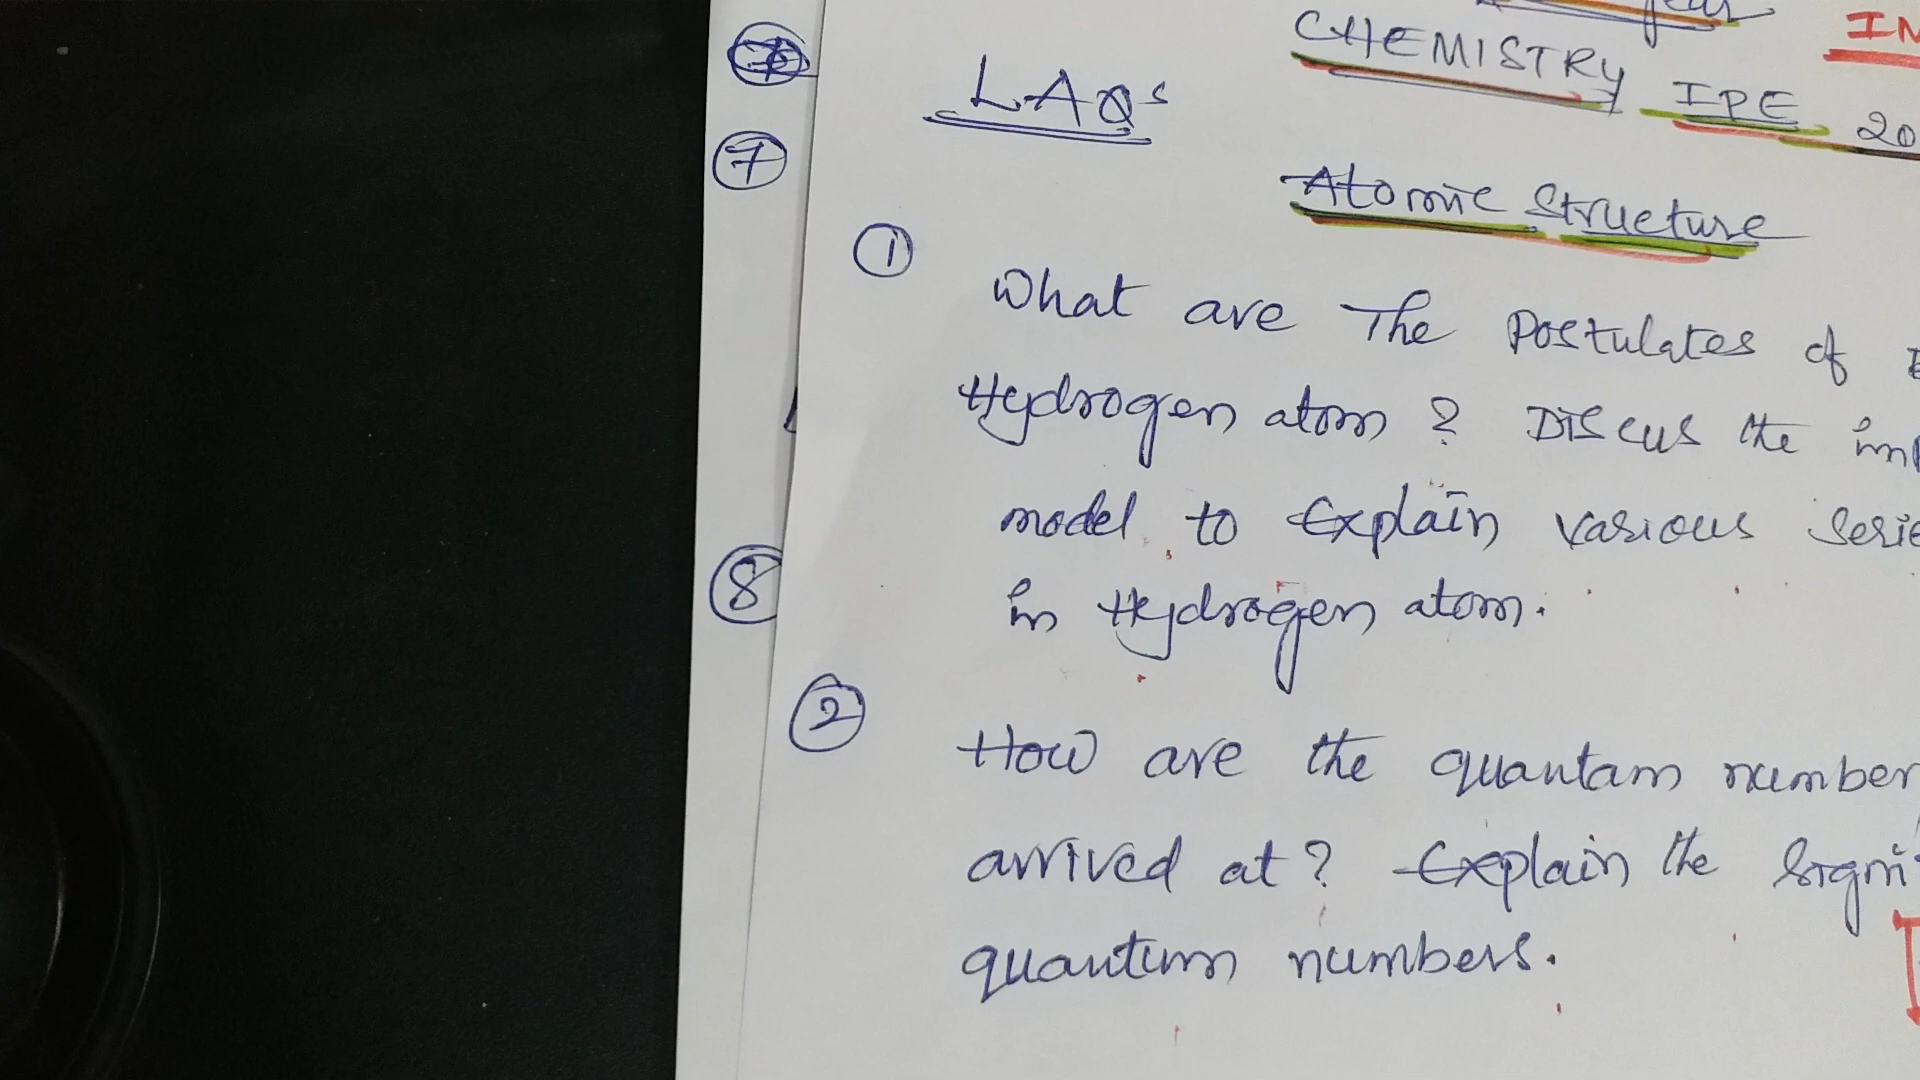 CHEMISTRY IPE 20
LAQs
Atomic Structure
7
1 What are The Postulates of
Hydrogen atom ? Discus the
model to Explain various
in Hydrogen atom.
8
2 How are the quantam number
arrived at? Explain the
quantum numbers.